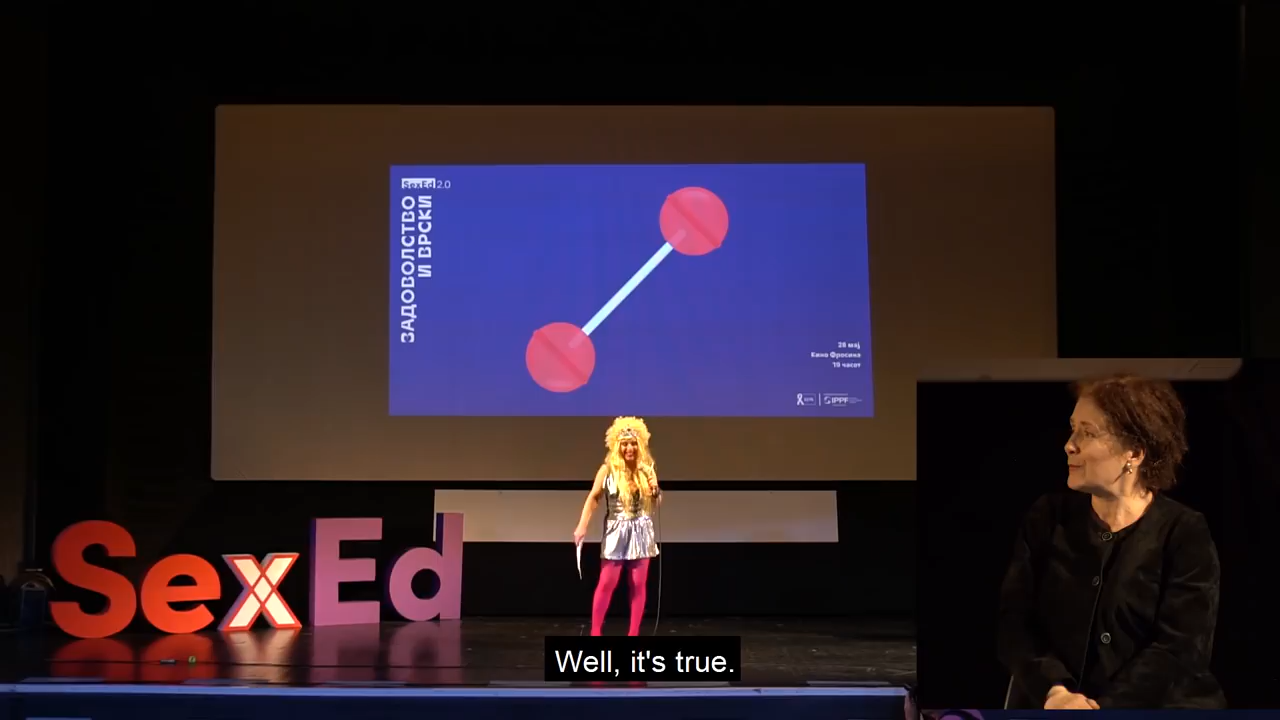 SexEd 2.0
ЗАДОВОЛСТВО
И ВРСКИ
28 мај
Кино Фросина
19 часот
IPPF
SexEd
Well, it's true.